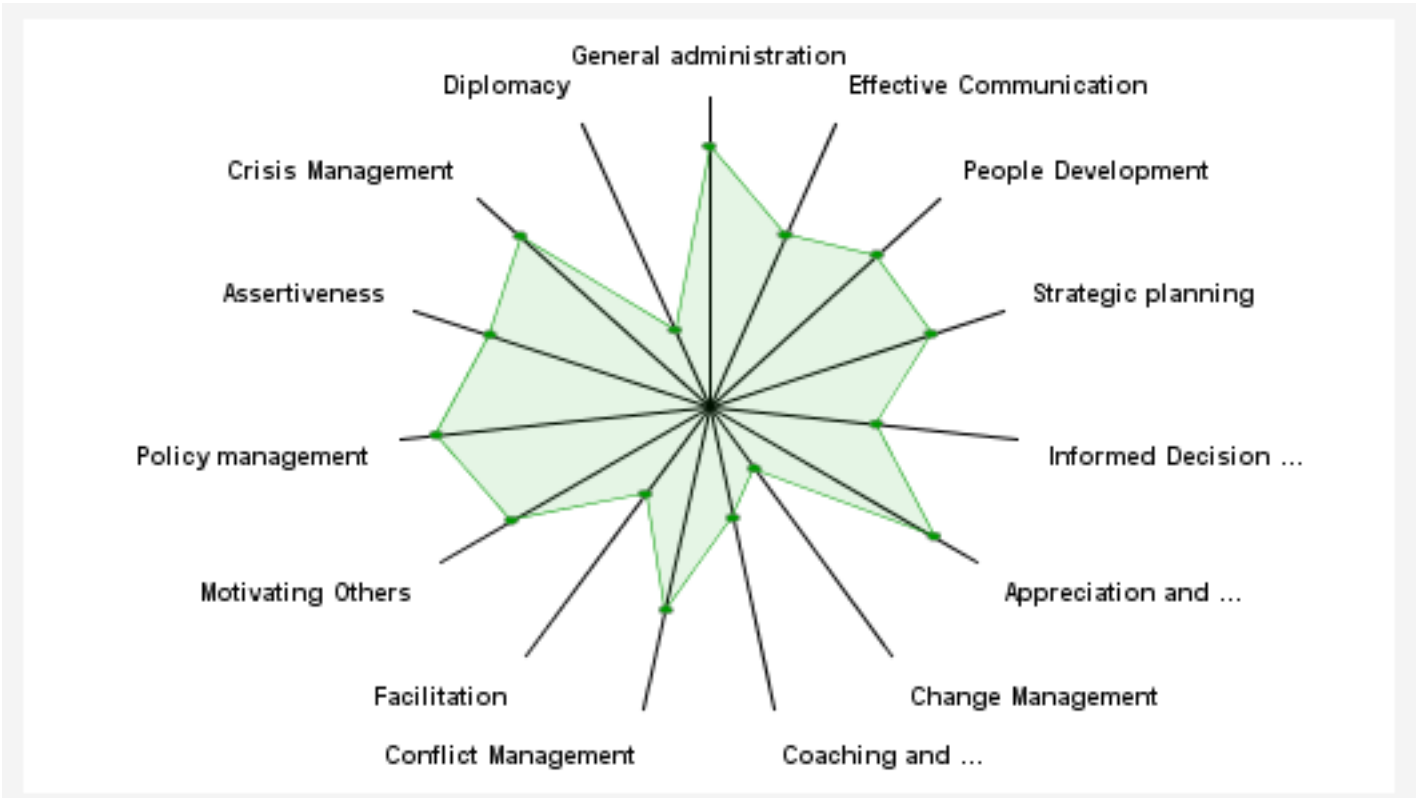 General administration
Diplomacy
Effective Communication
Crisis Management
People Development
Assertiveness
Strategic planning
Policy management
Informed Decision ...
Motivating Others
Appreciation and ...
Facilitation
Change Management
Conflict Management
Coaching and ...